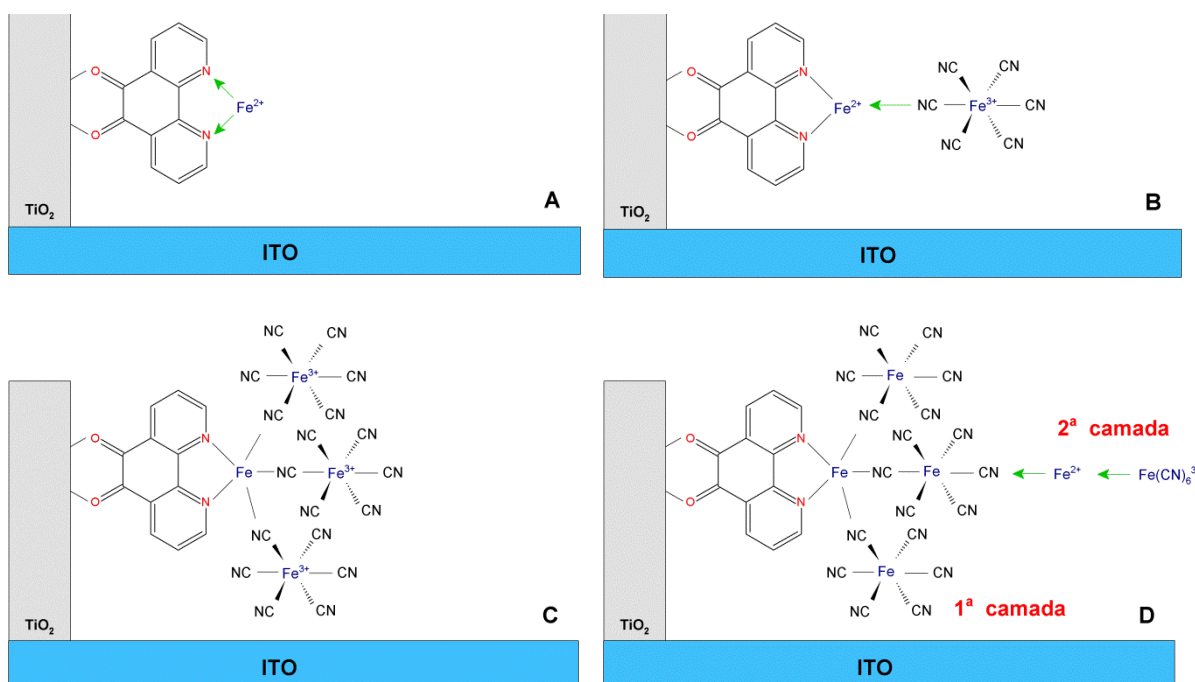 O N
Fe²⁺
O N
A
TiO₂
ITO
CN CN
O N
Fe²⁺ NC Fe³⁺ CN
O N
NC CN
B
TiO₂
ITO
NC CN
NC Fe³⁺ CN
NC CN
NC CN
O N
Fe NC Fe³⁺ CN
O N
NC CN
NC CN
NC Fe³⁺ CN
NC CN
C
TiO₂
ITO
NC CN
NC Fe CN
NC CN
2ª camada
NC CN
O N
Fe NC Fe CN Fe²⁺ Fe(CN)₆³
O N
NC CN
NC CN
NC Fe CN
NC CN
1ª camada
D
TiO₂
ITO